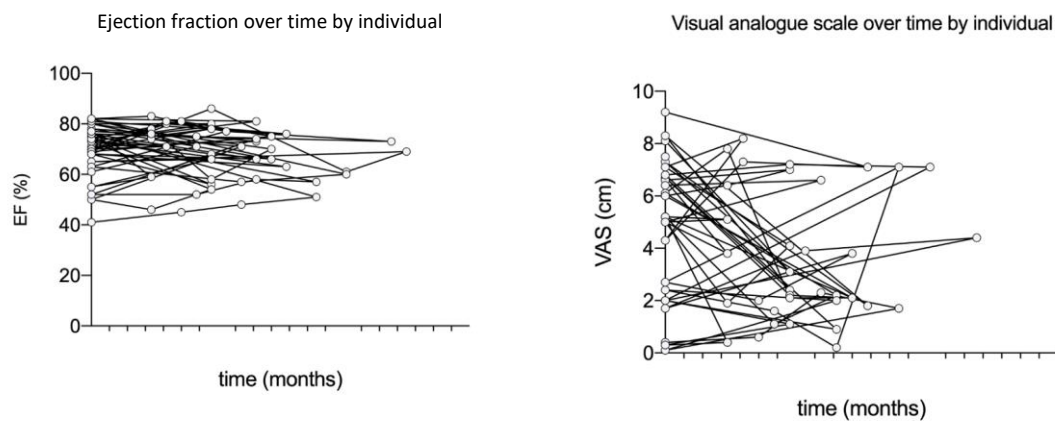 Ejection fraction over time by individual
100
80
60
40
20
0
EF (%)
time (months)
Visual analogue scale over time by individual
10
8
6
4
2
0
VAS (cm)
time (months)